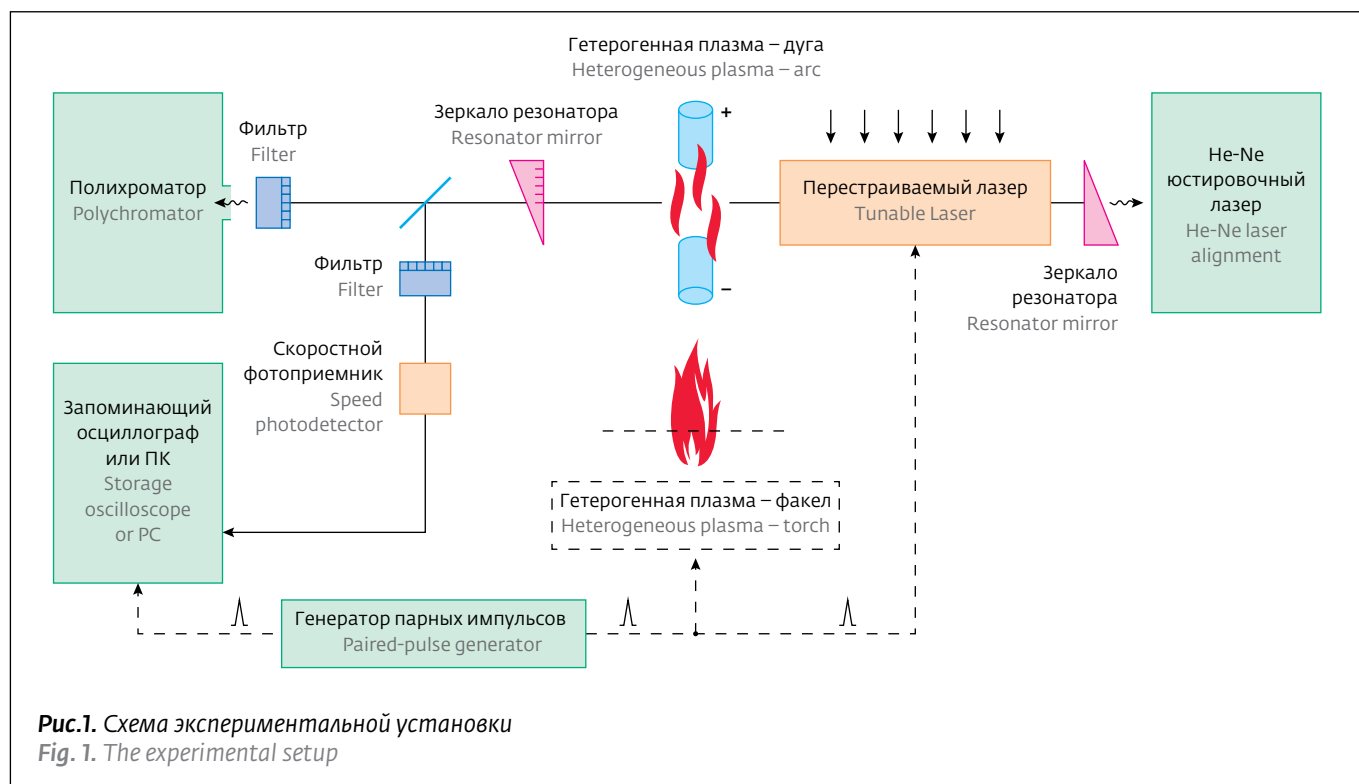 Гетерогенная плазма – дуга
Heterogeneous plasma – arc
Полихроматор
Polychromator
Фильтр
Filter
Зеркало резонатора
Resonator mirror
+
–
Перестраиваемый лазер
Tunable Laser
Зеркало
резонатора
Resonator mirror
He-Ne
юстировочный
лазер
He-Ne laser
alignment
Фильтр
Filter
Скоростной
фотоприемник
Speed
photodetector
Запоминающий
осциллограф
или ПК
Storage
oscilloscope
or PC
Гетерогенная плазма – факел
Heterogeneous plasma – torch
Генератор парных импульсов
Paired-pulse generator
Рис.1. Схема экспериментальной установки
Fig. 1. The experimental setup